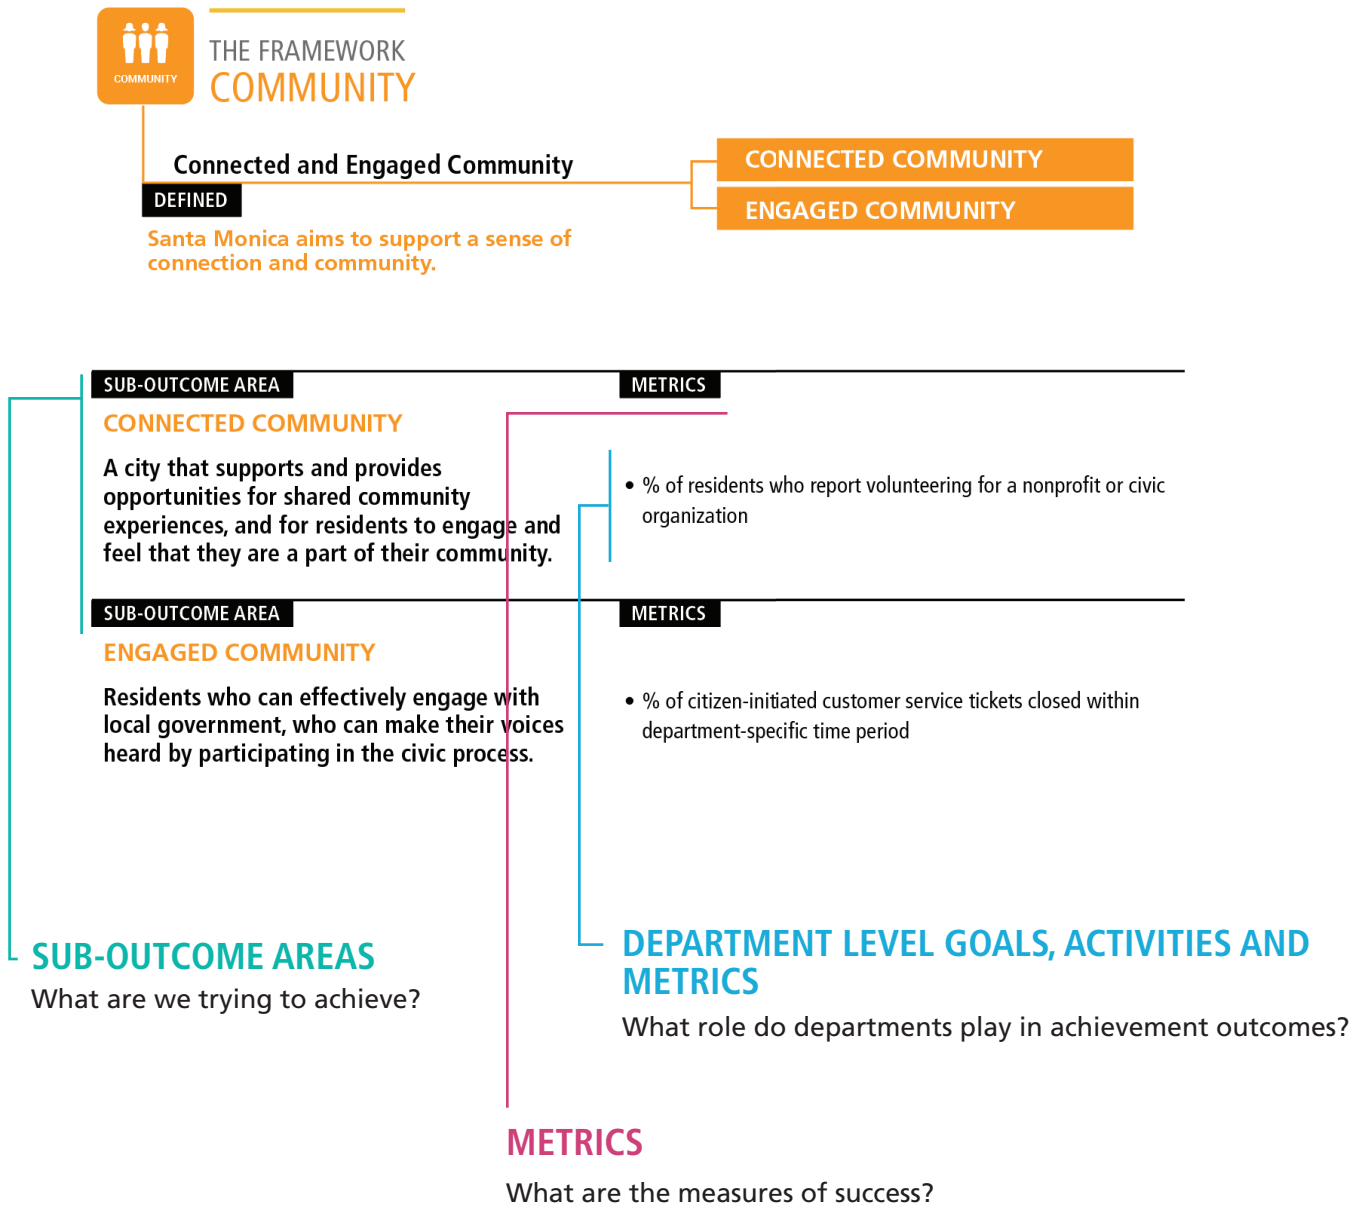 COMMUNITY
THE FRAMEWORK
COMMUNITY
Connected and Engaged Community
DEFINED
Santa Monica aims to support a sense of
connection and community.
CONNECTED COMMUNITY
ENGAGED COMMUNITY
SUB-OUTCOME AREA
CONNECTED COMMUNITY
A city that supports and provides
opportunities for shared community
experiences, and for residents to engage and
feel that they are a part of their community.
METRICS
• % of residents who report volunteering for a nonprofit or civic
organization
SUB-OUTCOME AREA
ENGAGED COMMUNITY
Residents who can effectively engage with
local government, who can make their voices
heard by participating in the civic process.
METRICS
• % of citizen-initiated customer service tickets closed within
department-specific time period
SUB-OUTCOME AREAS
What are we trying to achieve?
DEPARTMENT LEVEL GOALS, ACTIVITIES AND
METRICS
What role do departments play in achievement outcomes?
METRICS
What are the measures of success?